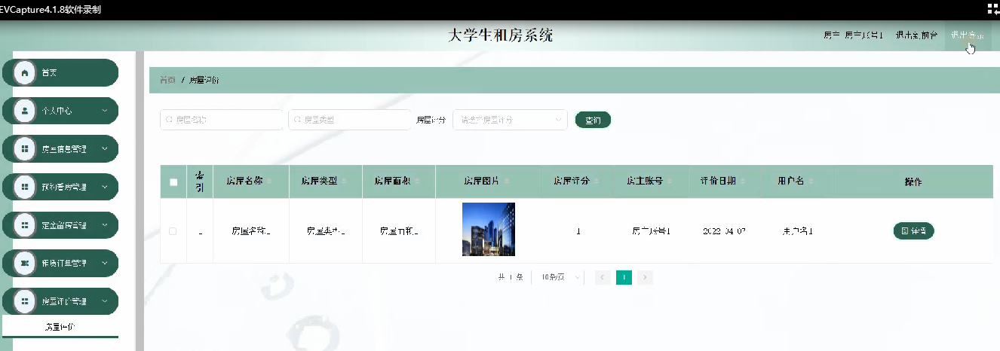 EVCapture4.1.8软件录制
大学生租房系统
房主 房主账号1 退出到前台 退出登录
首页
个人中心
房屋信息管理
预约看房管理
定金留房管理
租赁订单管理
房屋评价管理
房屋评价
首页 / 房屋评价
房屋名称 房屋类型 房屋评分 请选择房屋评分 查询
索引 房屋名称 房屋类型 房屋面积 房屋图片 房屋评分 房主账号 评价日期 用户名 操作
1 房屋名称1 房屋类型1 房屋面积1 1 房主账号1 2022-04-07 用户名1 详情
共 1 条 10条/页 1